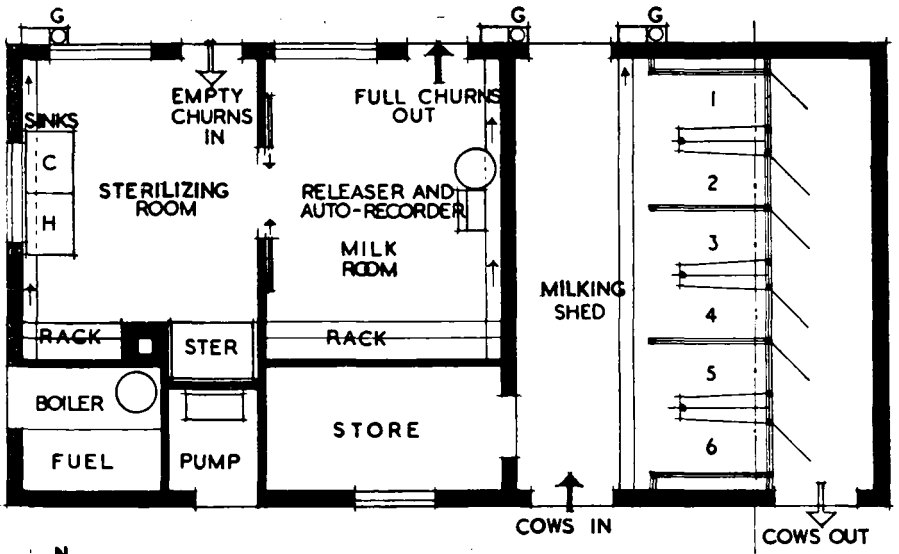 G
G
G
EMPTY
CHURNS
IN
FULL CHURNS
OUT
SINKS
C
H
STERILIZING
ROOM
RELEASER AND
AUTO-RECORDER
MILK
ROOM
MILKING
SHED
1
2
3
4
5
6
RACK
STER
RACK
BOILER
FUEL
PUMP
STORE
COWS IN
COWS OUT
N